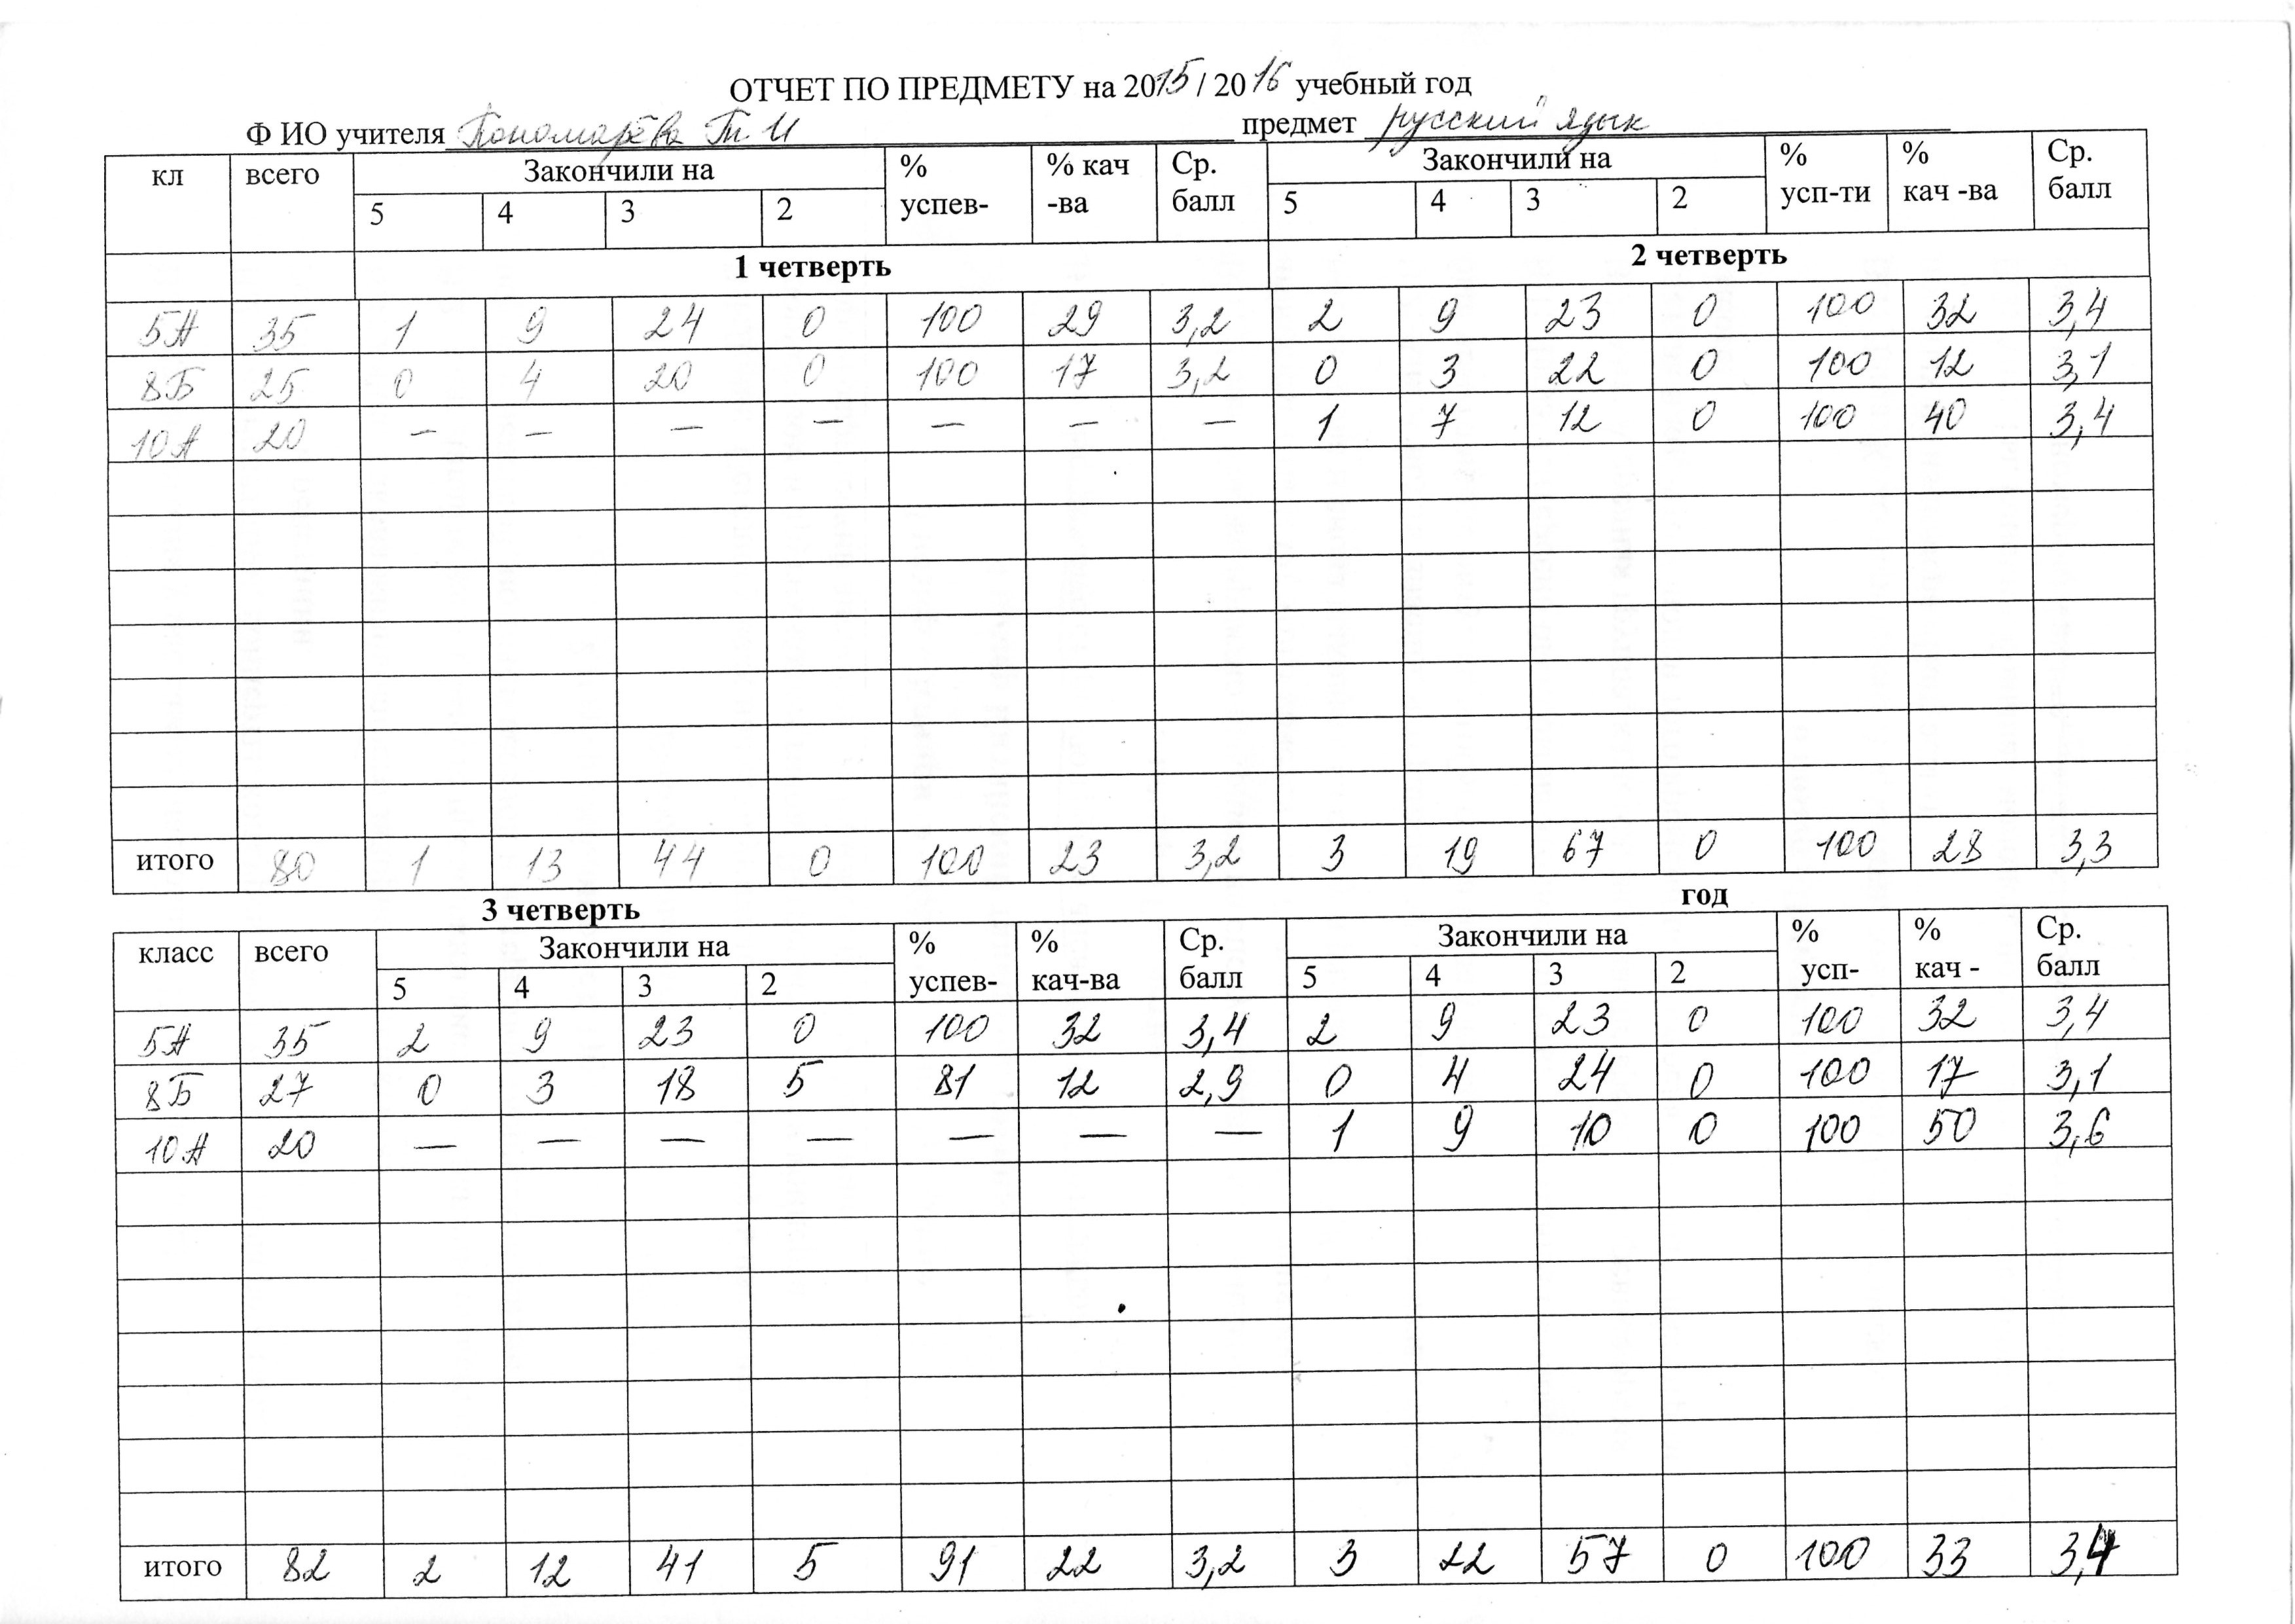 ОТЧЕТ ПО ПРЕДМЕТУ на 2015 / 2016 учебный год
Ф ИО учителя Пономарёва Т. И предмет русский язык
кл всего Закончили на % успев- % кач -ва Ср. балл Закончили на % усп-ти % кач -ва Ср. балл
5 4 3 2 5 4 3 2
1 четверть 2 четверть
5А 35 1 9 24 0 100 29 3,2 2 9 23 0 100 32 3,4
8Б 25 0 4 20 0 100 17 3,2 0 3 22 0 100 12 3,1
10А 20 — — — — — — — 1 7 12 0 100 40 3,4
итого 80 1 13 44 0 100 23 3,2 3 19 67 0 100 28 3,3
3 четверть год
класс всего Закончили на % успев- % кач-ва Ср. балл Закончили на % усп- % кач - Ср. балл
5 4 3 2 5 4 3 2
5А 35 2 9 23 0 100 32 3,4 2 9 23 0 100 32 3,4
8Б 27 0 3 18 5 81 12 2,9 0 4 24 0 100 17 3,1
10А 20 — — — — — — — 1 9 10 0 100 50 3,6
итого 82 2 12 41 5 91 22 3,2 3 22 57 0 100 33 3,4